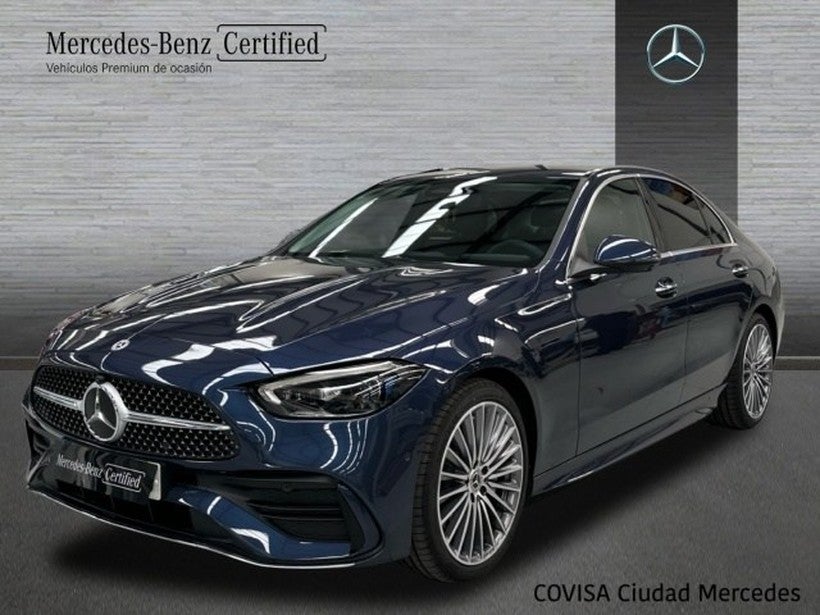 Mercedes-Benz Certified
Vehículos Premium de ocasión
Mercedes-Benz Certified
COVISA Ciudad Mercedes